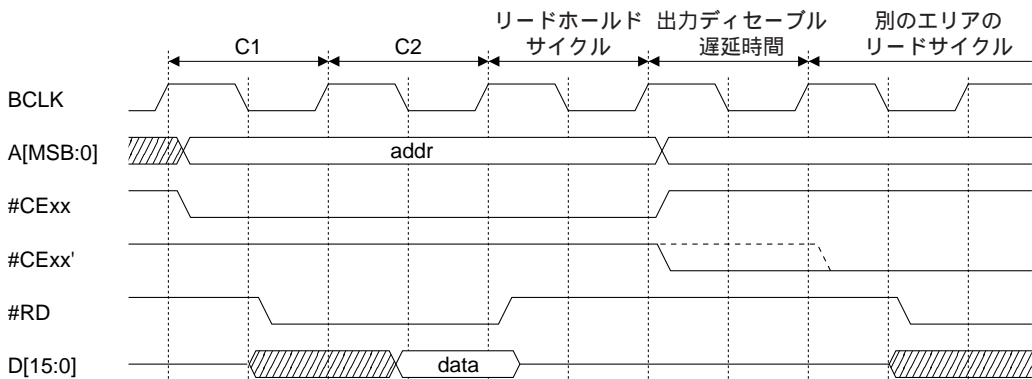 リードホールド
サイクル
出力ディセーブル
遅延時間
別のエリアの
リードサイクル
C1
C2
BCLK
A[MSB:0]
addr
#CExx
#CExx'
#RD
D[15:0]
data